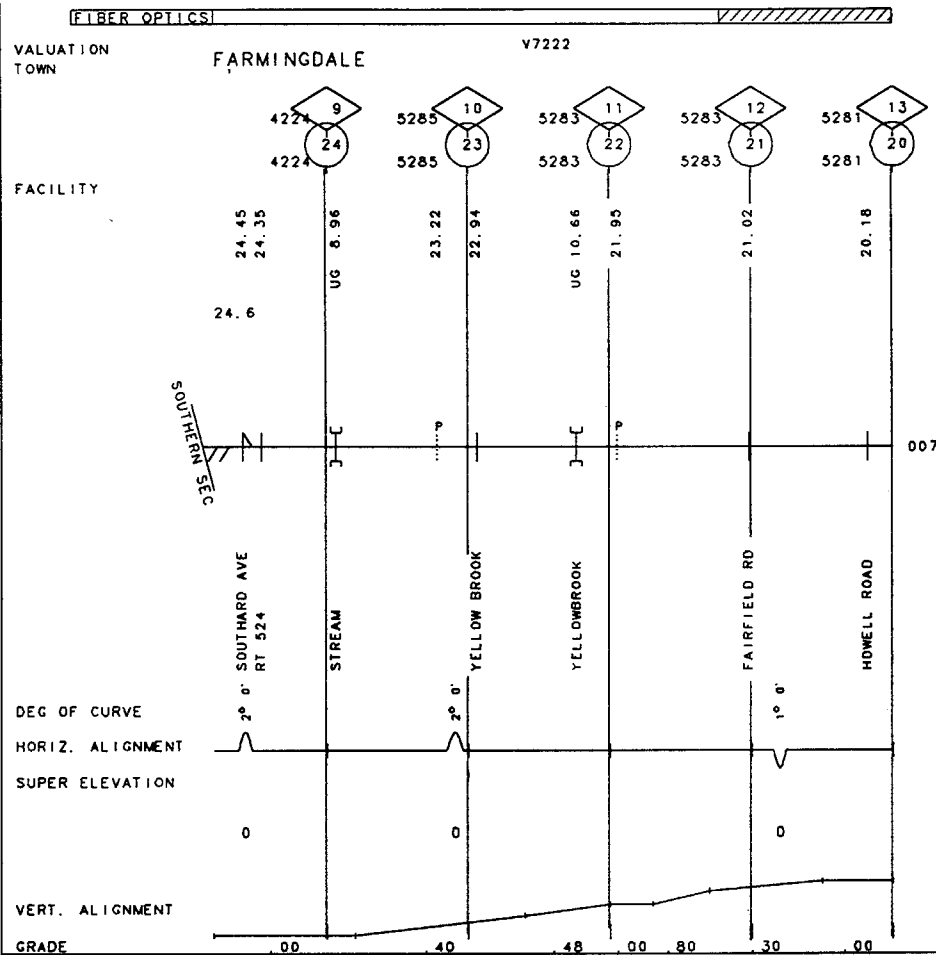 FIBER OPTICS
VALUATION
V7222
TOWN
FARMINGDALE
9 10 11 12 13
4224 5285 5283 5283 5281
24 23 22 21 20
4224 5285 5283 5283 5281
FACILITY
24.45
24.35
UG 8.96
23.22
22.94
UG 10.66
21.95
21.02
20.18
24.6
SOUTHERN SEC
P
P
007
SOUTHARD AVE
RT 524
STREAM
YELLOW BROOK
YELLOWBROOK
FAIRFIELD RD
HOWELL ROAD
DEG OF CURVE
2° 0'
2° 0'
1° 0'
HORIZ. ALIGNMENT
SUPER ELEVATION
0 0 0
VERT. ALIGNMENT
GRADE .00 .40 .48 .00 .80 .30 .00